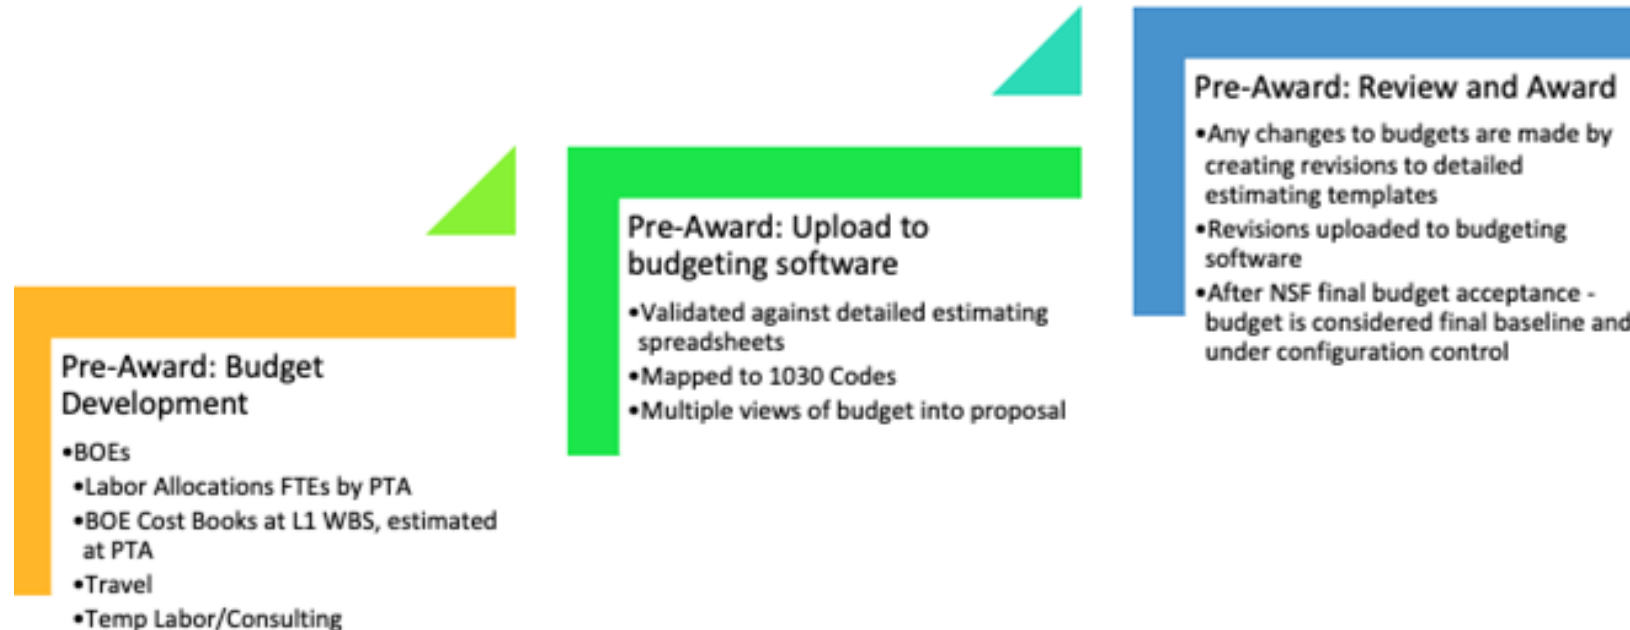 Pre-Award: Budget
Development
•BOEs
•Labor Allocations FTEs by PTA
•BOE Cost Books at L1 WBS, estimated
at PTA
•Travel
•Temp Labor/Consulting
Pre-Award: Upload to
budgeting software
•Validated against detailed estimating
spreadsheets
•Mapped to 1030 Codes
•Multiple views of budget into proposal
Pre-Award: Review and Award
•Any changes to budgets are made by
creating revisions to detailed
estimating templates
•Revisions uploaded to budgeting
software
•After NSF final budget acceptance -
budget is considered final baseline and
under configuration control